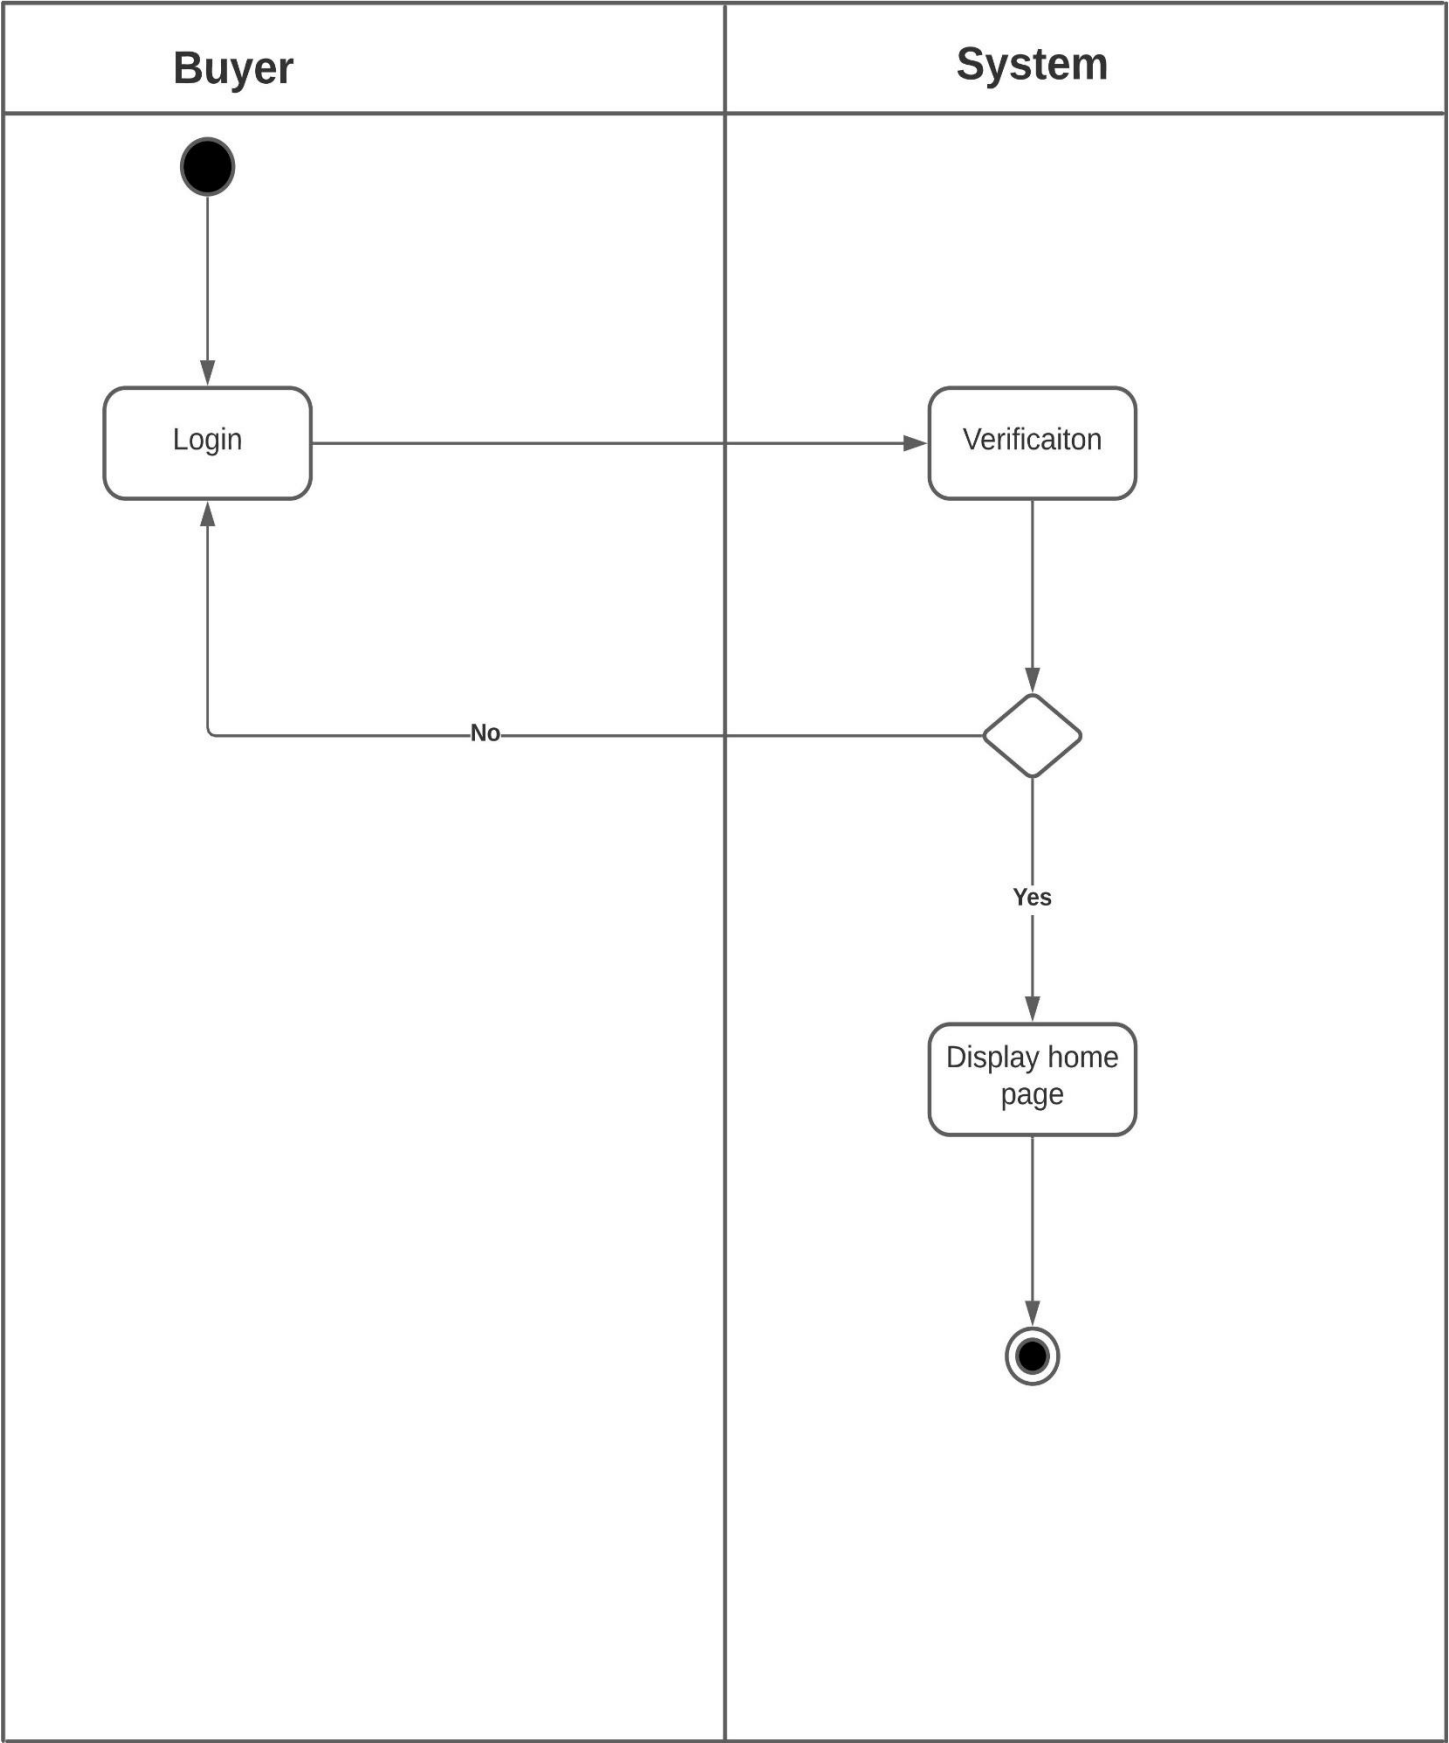 Buyer
System
Login
Verificaiton
No
Yes
Display home
page